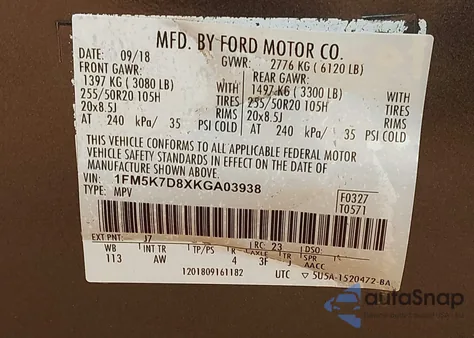 MFD. BY FORD MOTOR CO.
DATE: 09/18 GVWR: 2776 KG ( 6120 LB)
FRONT GAWR: REAR GAWR:
1397 KG ( 3080 LB) 1497 KG ( 3300 LB)
255/50R20 105H WITH TIRES 255/50R20 105H WITH TIRES
20x8.5J RIMS 20x8.5J RIMS
AT 240 kPa/ 35 PSI COLD AT 240 kPa/ 35 PSI COLD
THIS VEHICLE CONFORMS TO ALL APPLICABLE FEDERAL MOTOR
VEHICLE SAFETY STANDARDS IN EFFECT ON THE DATE OF
MANUFACTURE SHOWN ABOVE.
VIN: 1FM5K7D8XKGA03938
TYPE: MPV
F0327
T0571
EXT PNT: J7 RC: 23 DSO:
WB INT TR TP/PS R AXLE TR SPR
113 AW 4 3F J AACC
1201809161182 UTC 5U5A-1520472-BA
autoSnap